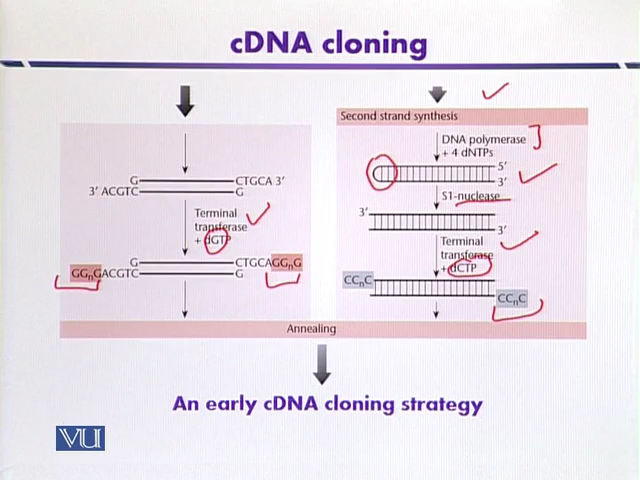 cDNA cloning
Second strand synthesis
DNA polymerase
+ 4 dNTPs
5′
3′
S1-nuclease
3′
3′
Terminal
transferase
+ dCTP
CCnC
CCnC
G
CTGCA 3′
3′ ACGTC
G
Terminal
transferase
+ dGTP
G
CTGCAGGnG
GGnGACGTC
G
Annealing
An early cDNA cloning strategy
VU